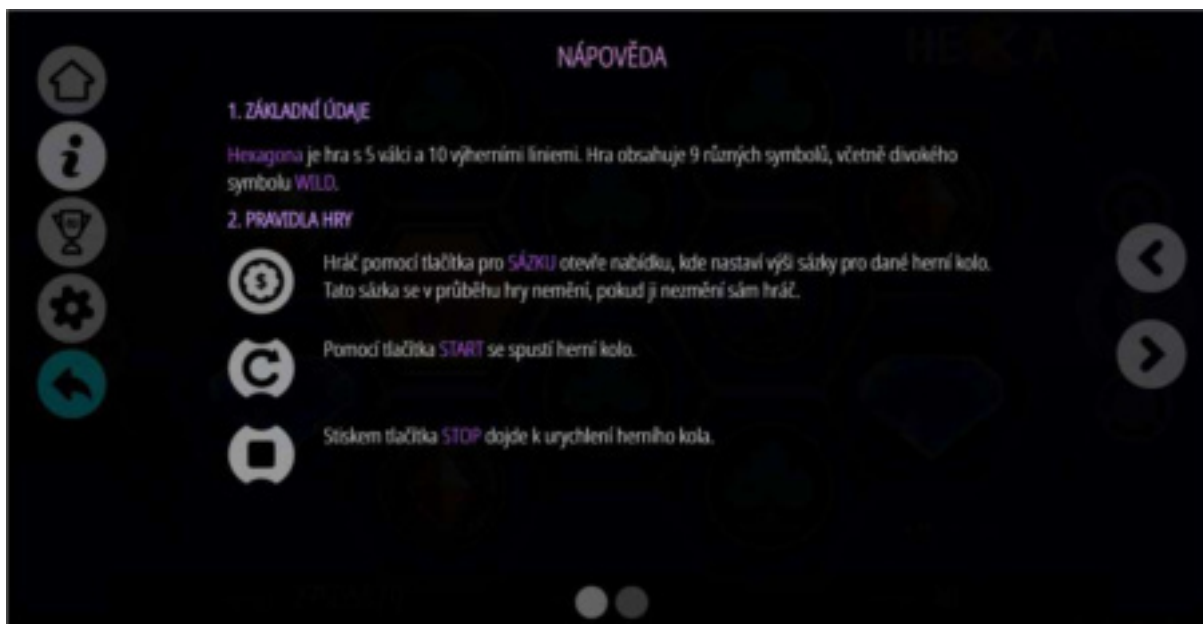 NÁPOVĚDA
1. ZÁKLADNÍ ÚDAJE
Hexagona je hra s 5 válci a 10 výherními liniemi. Hra obsahuje 9 různých symbolů, včetně divokého
symbolu WILD.
2. PRAVIDLA HRY
Hráč pomocí tlačítka pro SÁZKU otevře nabídku, kde nastaví výši sázky pro dané herní kolo.
Tato sázka se v průběhu hry nemění, pokud ji nezmění sám hráč.
Pomocí tlačítka START se spustí herní kolo.
Stiskem tlačítka STOP dojde k urychlení herního kola.